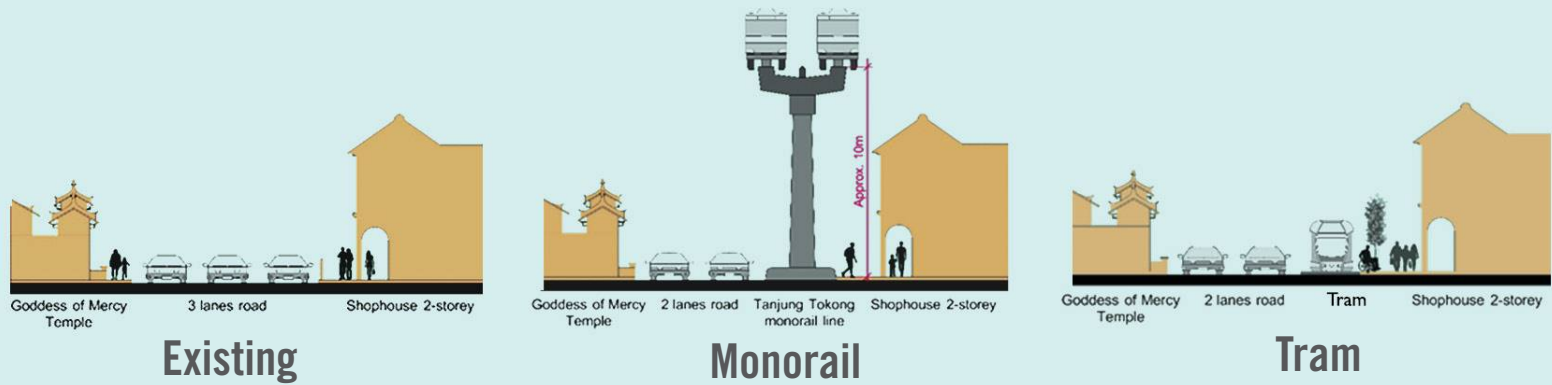 Approx. 10m
Goddess of Mercy
Temple
3 lanes road
Shophouse 2-storey
Existing
Goddess of Mercy
Temple
2 lanes road
Tanjung Tokong
monorail line
Shophouse 2-storey
Monorail
Goddess of Mercy
Temple
2 lanes road
Tram
Shophouse 2-storey
Tram